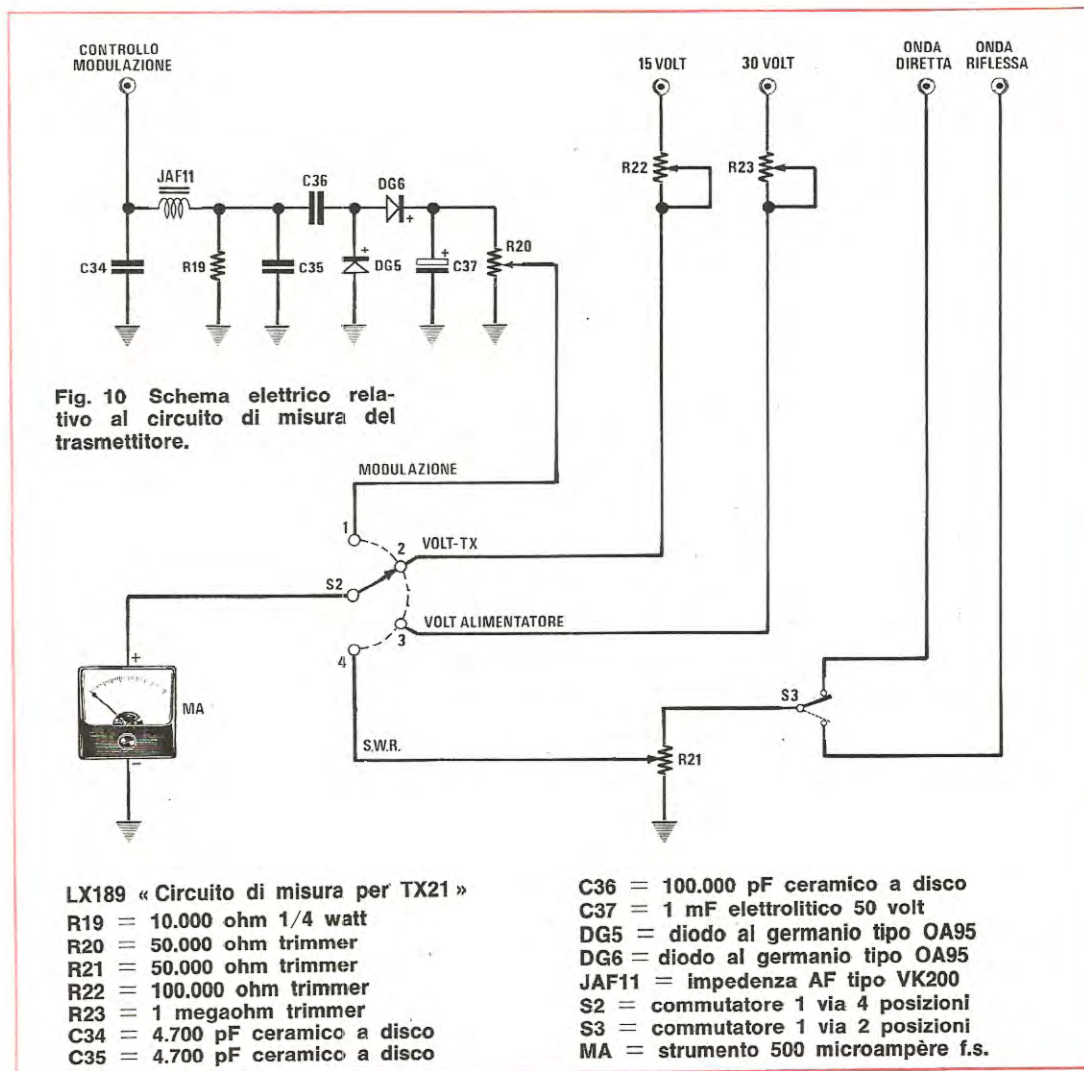 CONTROLLO
MODULAZIONE
15 VOLT
30 VOLT
ONDA
DIRETTA
ONDA
RIFLESSA
JAF11
C36
DG6
R22
R23
+
+
+
R20
C34
R19
C35
DG5
C37
Fig. 10 Schema elettrico rela-
tivo al circuito di misura del
trasmettitore.
MODULAZIONE
1
2
VOLT-TX
S2
VOLT ALIMENTATORE
3
4
+
MA
−
S3
S.W.R.
R21
LX189 « Circuito di misura per TX21 »
R19 = 10.000 ohm 1/4 watt
R20 = 50.000 ohm trimmer
R21 = 50.000 ohm trimmer
R22 = 100.000 ohm trimmer
R23 = 1 megaohm trimmer
C34 = 4.700 pF ceramico a disco
C35 = 4.700 pF ceramico a disco
C36 = 100.000 pF ceramico a disco
C37 = 1 mF elettrolitico 50 volt
DG5 = diodo al germanio tipo OA95
DG6 = diodo al germanio tipo OA95
JAF11 = impedenza AF tipo VK200
S2 = commutatore 1 via 4 posizioni
S3 = commutatore 1 via 2 posizioni
MA = strumento 500 microampère f.s.